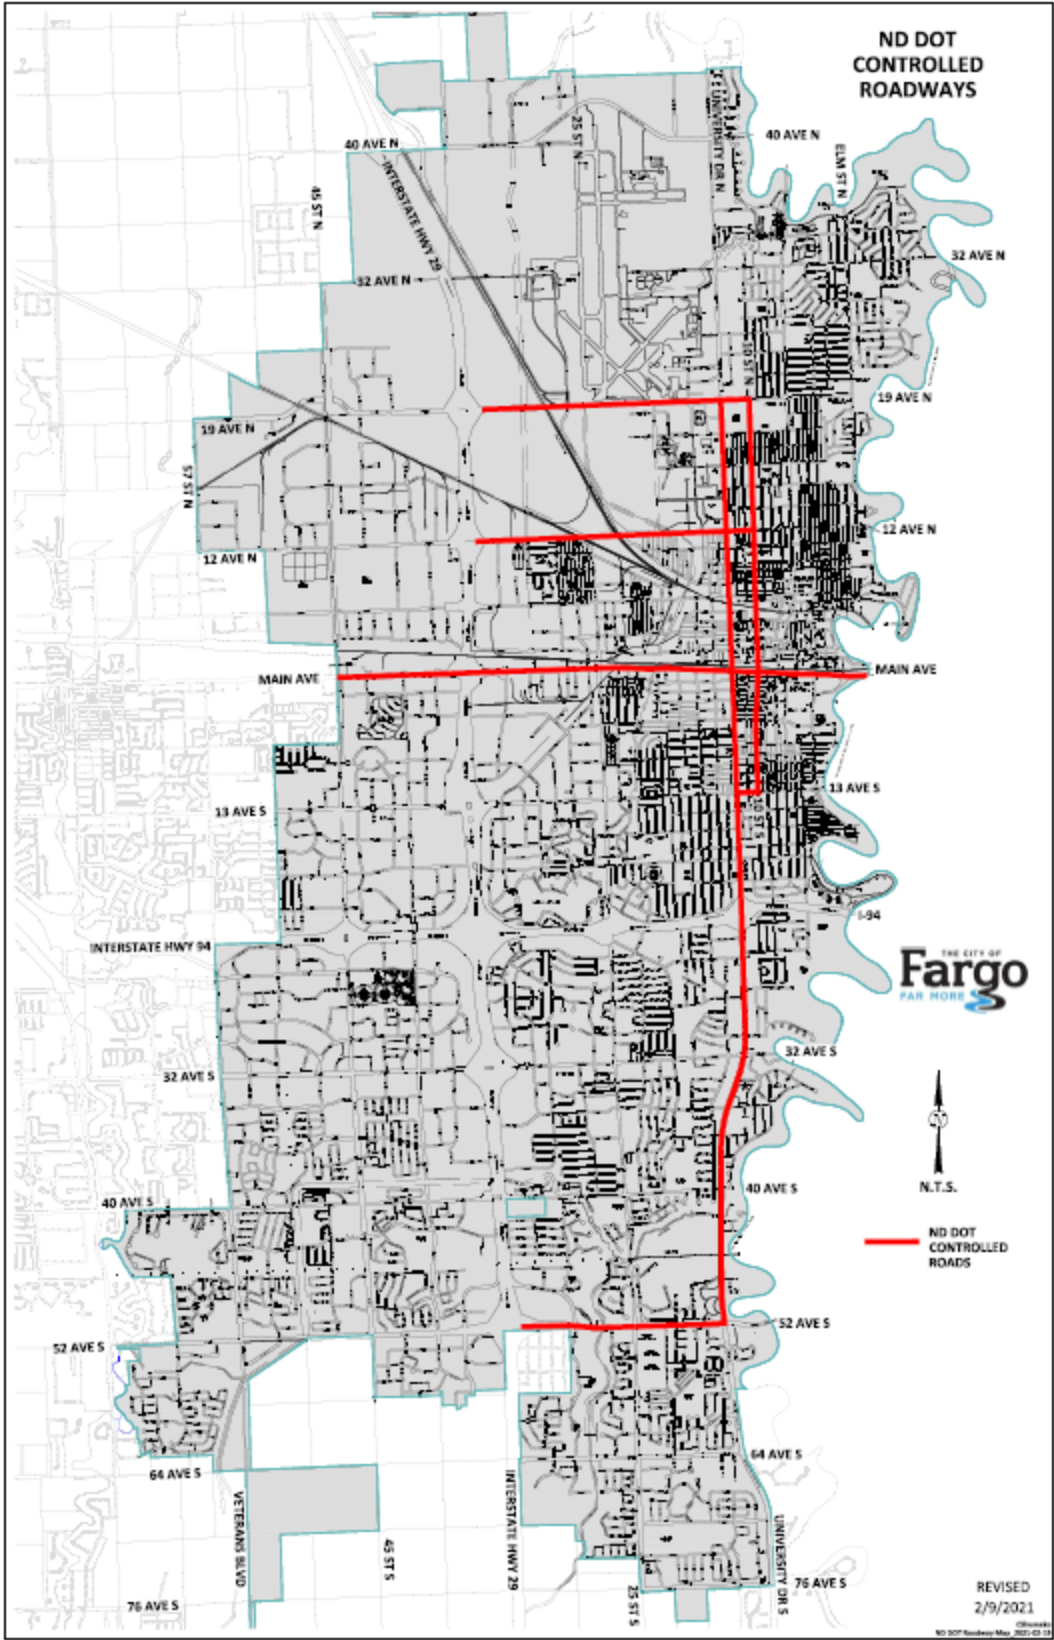 ND DOT
CONTROLLED
ROADWAYS
40 AVE N
UNIVERSITY DR N
25 ST N
40 AVE N
ELM ST N
INTERSTATE HWY 29
45 ST N
32 AVE N
32 AVE N
10 ST N
19 AVE N
19 AVE N
57 ST N
12 AVE N
12 AVE N
MAIN AVE
MAIN AVE
13 AVE S
13 AVE S
10 ST S
I-94
INTERSTATE HWY 94
THE CITY OF
Fargo
FAR MORE
32 AVE S
32 AVE S
N.T.S.
40 AVE S
40 AVE S
ND DOT
CONTROLLED
ROADS
52 AVE S
52 AVE S
64 AVE S
64 AVE S
VETERANS BLVD
45 ST S
INTERSTATE HWY 29
25 ST S
UNIVERSITY DR S
76 AVE S
76 AVE S
REVISED
2/9/2021